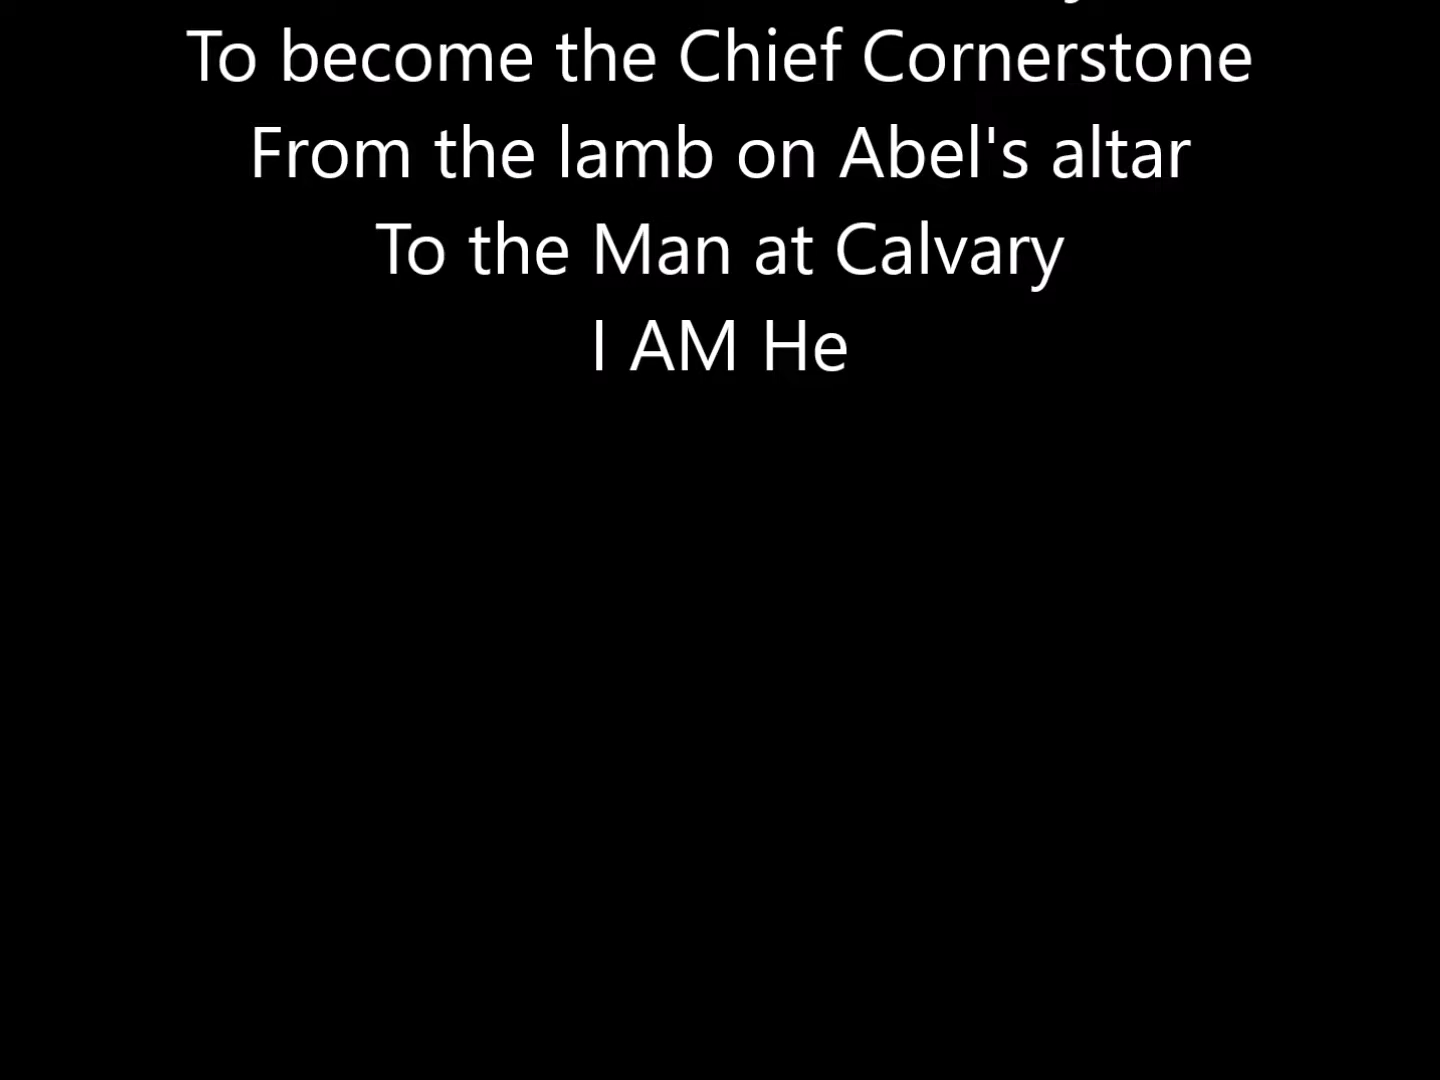 To become the Chief Cornerstone
From the lamb on Abel's altar
To the Man at Calvary
I AM He